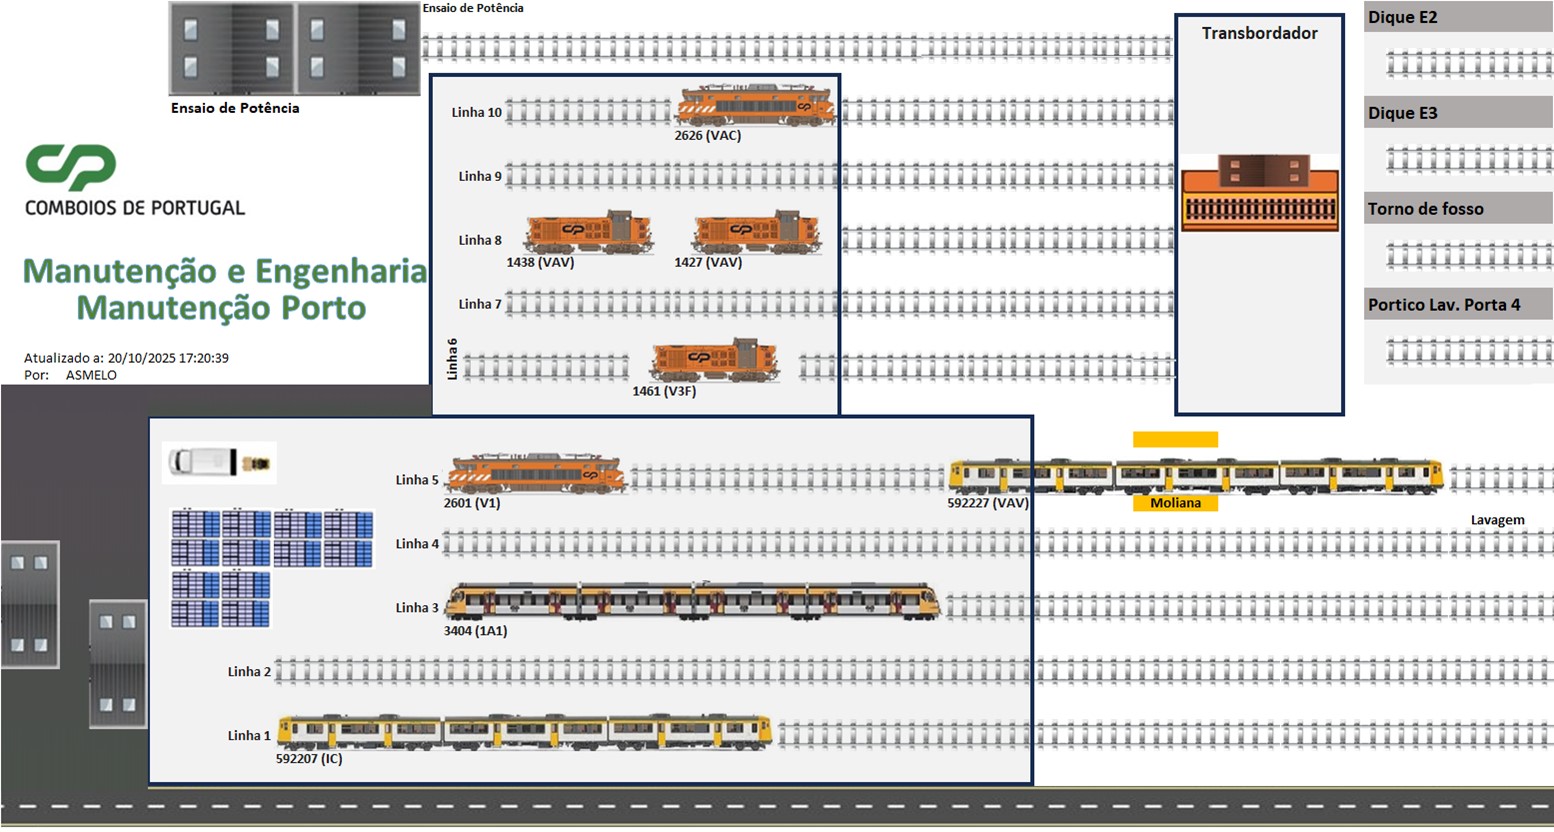 Ensaio de Potência
Ensaio de Potência
CP
COMBOIOS DE PORTUGAL
Manutenção e Engenharia
Manutenção Porto
Atualizado a: 20/10/2025 17:20:39
Por: ASMELO
Linha 10
2626 (VAC)
Linha 9
Linha 8
1438 (VAV)
1427 (VAV)
Linha 7
Linha 6
1461 (V3F)
Transbordador
Dique E2
Dique E3
Torno de fosso
Portico Lav. Porta 4
Linha 5
2601 (V1)
592227 (VAV)
Moliana
Lavagem
Linha 4
Linha 3
3404 (1A1)
Linha 2
Linha 1
592207 (IC)